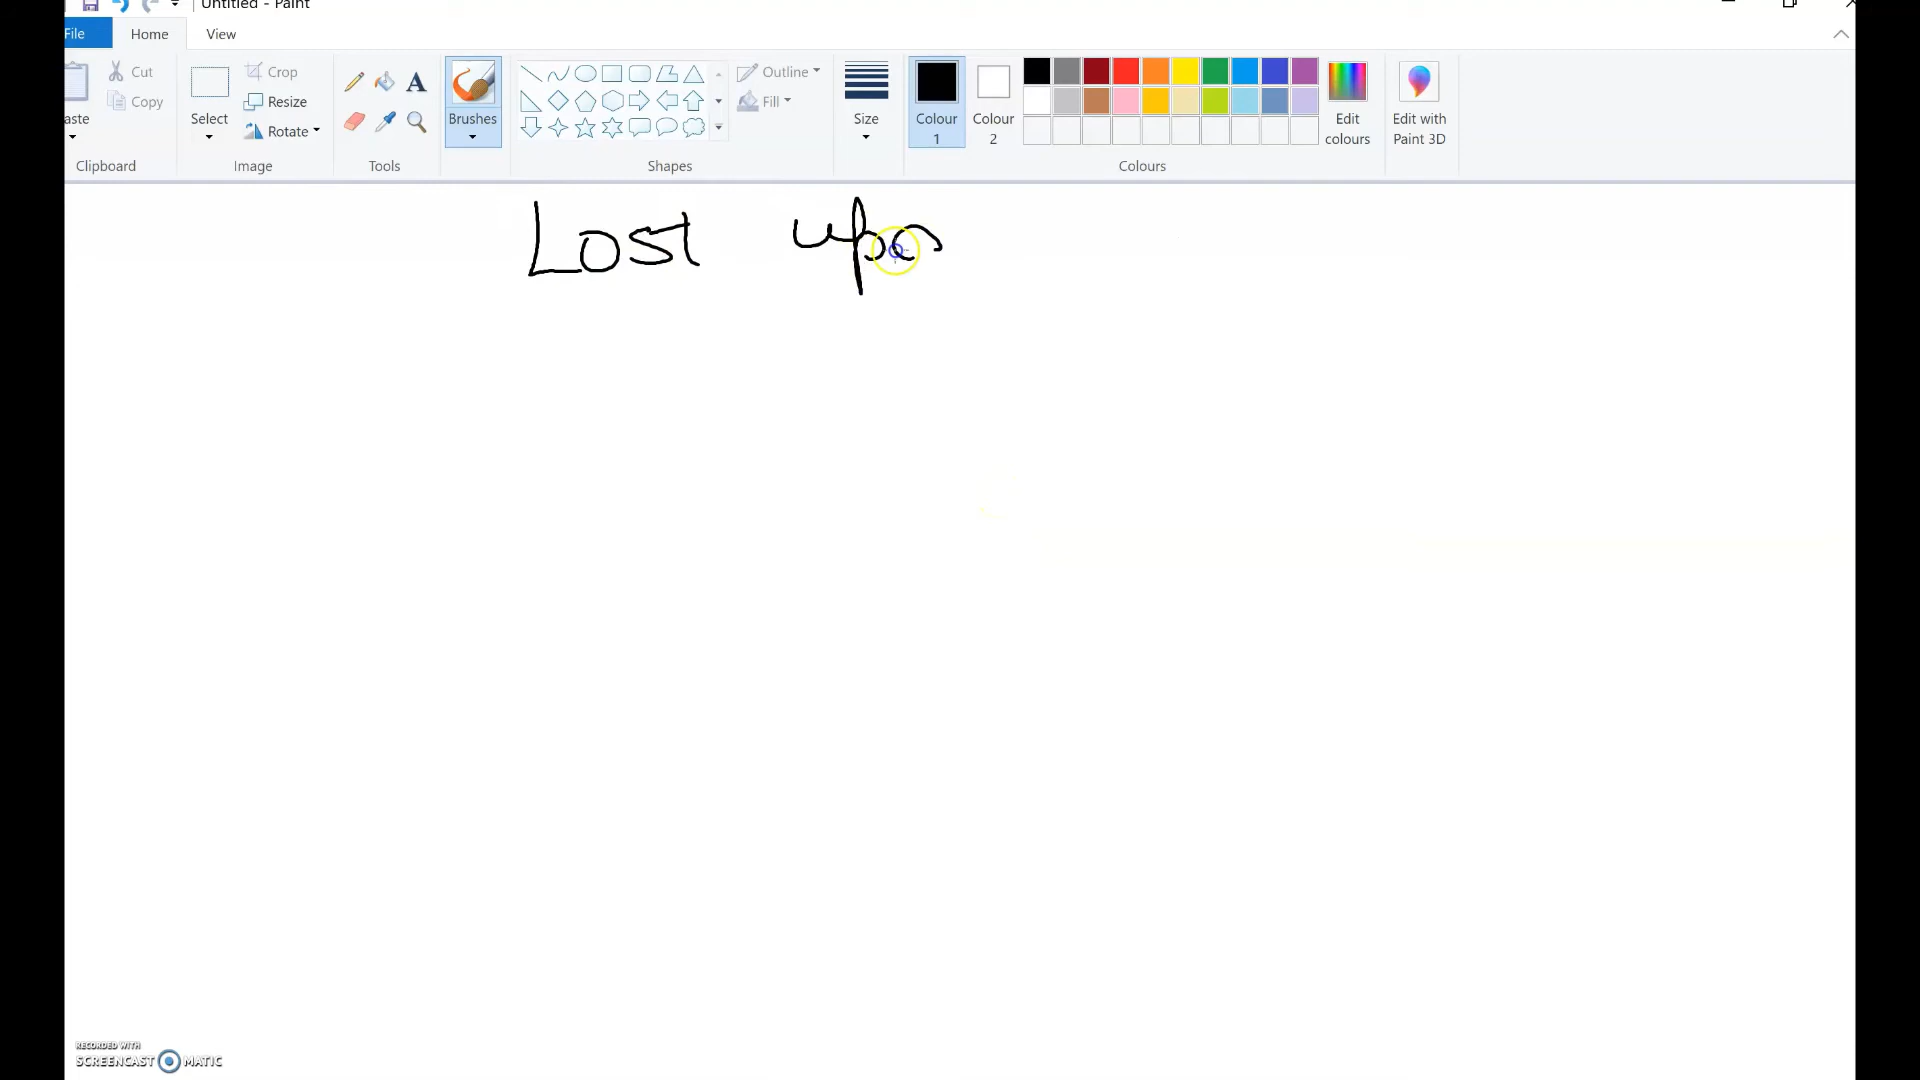 Untitled - Paint
File Home View
Cut
Copy
aste
Clipboard
Select
Crop
Resize
Rotate
Image
Tools
Brushes
Shapes
Outline
Fill
Size
Colour 1
Colour 2
Colours
Edit colours
Edit with Paint 3D
Lost upo
RECORDED WITH
SCREENCAST MATIC